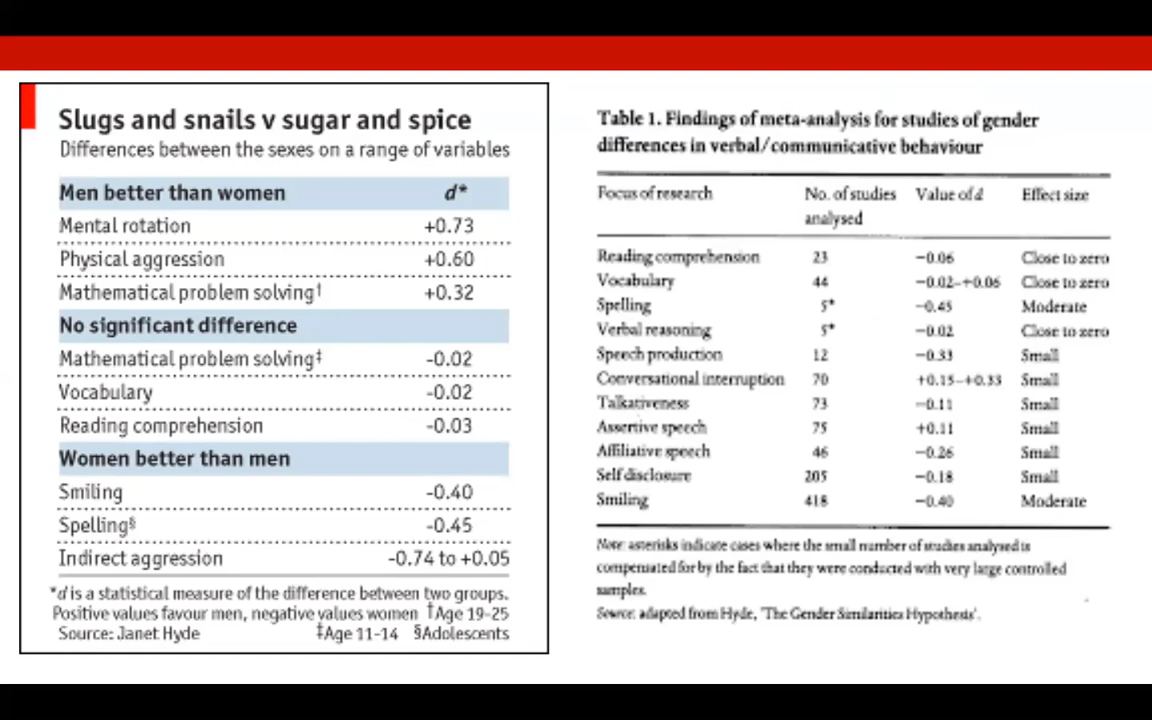 Slugs and snails v sugar and spice
Differences between the sexes on a range of variables
Men better than women d*
Mental rotation +0.73
Physical aggression +0.60
Mathematical problem solving† +0.32
No significant difference
Mathematical problem solving‡ -0.02
Vocabulary -0.02
Reading comprehension -0.03
Women better than men
Smiling -0.40
Spelling§ -0.45
Indirect aggression -0.74 to +0.05
*d is a statistical measure of the difference between two groups.
Positive values favour men, negative values women †Age 19-25
Source: Janet Hyde ‡Age 11-14 §Adolescents
Table 1. Findings of meta-analysis for studies of gender
differences in verbal/communicative behaviour
Focus of research No. of studies Value of d Effect size
analysed
Reading comprehension 23 −0.06 Close to zero
Vocabulary 44 −0.02–+0.06 Close to zero
Spelling 5* −0.45 Moderate
Verbal reasoning 5* −0.02 Close to zero
Speech production 12 −0.33 Small
Conversational interruption 70 +0.15–+0.33 Small
Talkativeness 73 −0.11 Small
Assertive speech 75 +0.11 Small
Affiliative speech 46 −0.26 Small
Self disclosure 205 −0.18 Small
Smiling 418 −0.40 Moderate
Note: asterisks indicate cases where the small number of studies analysed is
compensated for by the fact that they were conducted with very large controlled
samples.
Source: adapted from Hyde, 'The Gender Similarities Hypothesis'.